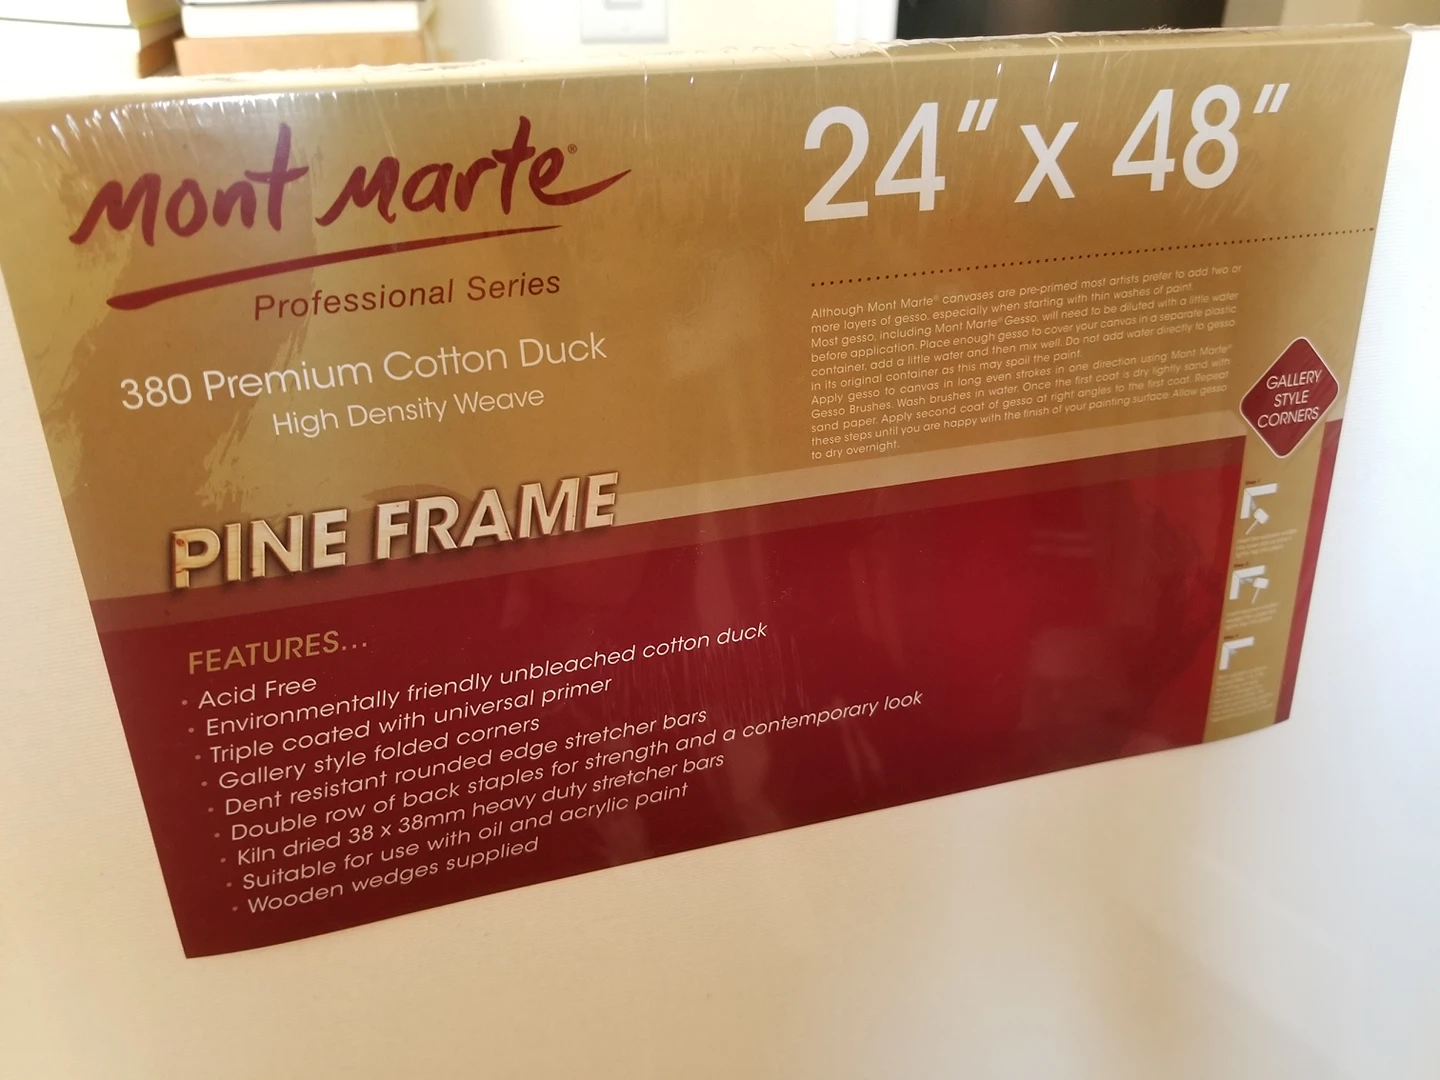 Mont Marte®
Professional Series
380 Premium Cotton Duck
High Density Weave
PINE FRAME
24" x 48"
Although Mont Marte® canvases are pre-primed most artists prefer to add two or
more layers of gesso, especially when starting with thin washes of paint.
Most gesso, including Mont Marte® Gesso, will need to be diluted with a little water
before application. Place enough gesso to cover your canvas in a separate plastic
container, add a little water and then mix well. Do not add water directly to gesso
in its original container as this may spoil the paint.
Apply gesso to canvas in long even strokes in one direction using Mont Marte®
Gesso Brushes. Wash brushes in water. Once the first coat is dry lightly sand with
sand paper. Apply second coat of gesso at right angles to the first coat. Repeat
these steps until you are happy with the finish of your painting surface. Allow gesso
to dry overnight.
GALLERY
STYLE
CORNERS
FEATURES...
• Acid Free
• Environmentally friendly unbleached cotton duck
• Triple coated with universal primer
• Gallery style folded corners
• Dent resistant rounded edge stretcher bars
• Double row of back staples for strength and a contemporary look
• Kiln dried 38 x 38mm heavy duty stretcher bars
• Suitable for use with oil and acrylic paint
• Wooden wedges supplied